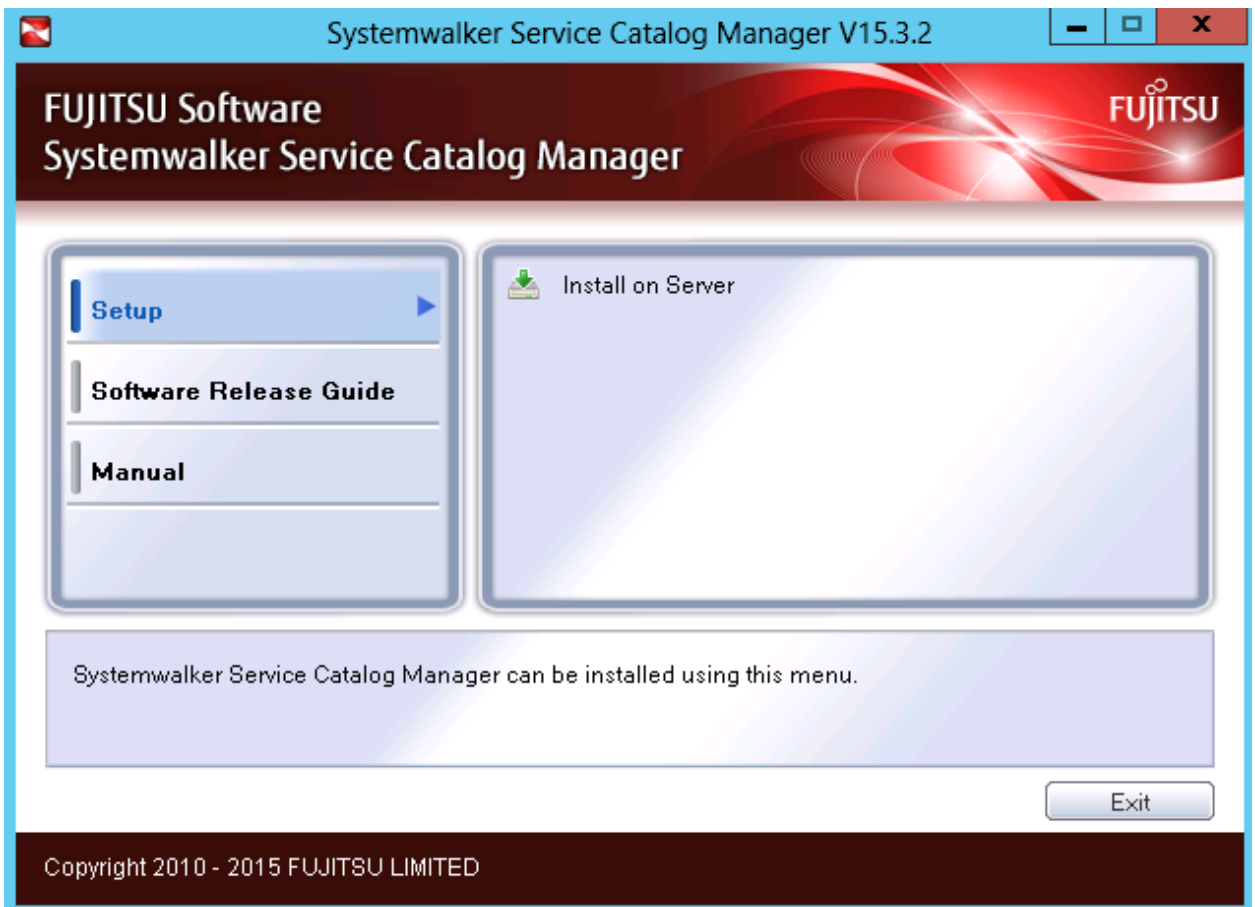 Systemwalker Service Catalog Manager V15.3.2
FUJITSU Software
Systemwalker Service Catalog Manager
FUJITSU
Setup
Software Release Guide
Manual
Install on Server
Systemwalker Service Catalog Manager can be installed using this menu.
Exit
Copyright 2010 - 2015 FUJITSU LIMITED